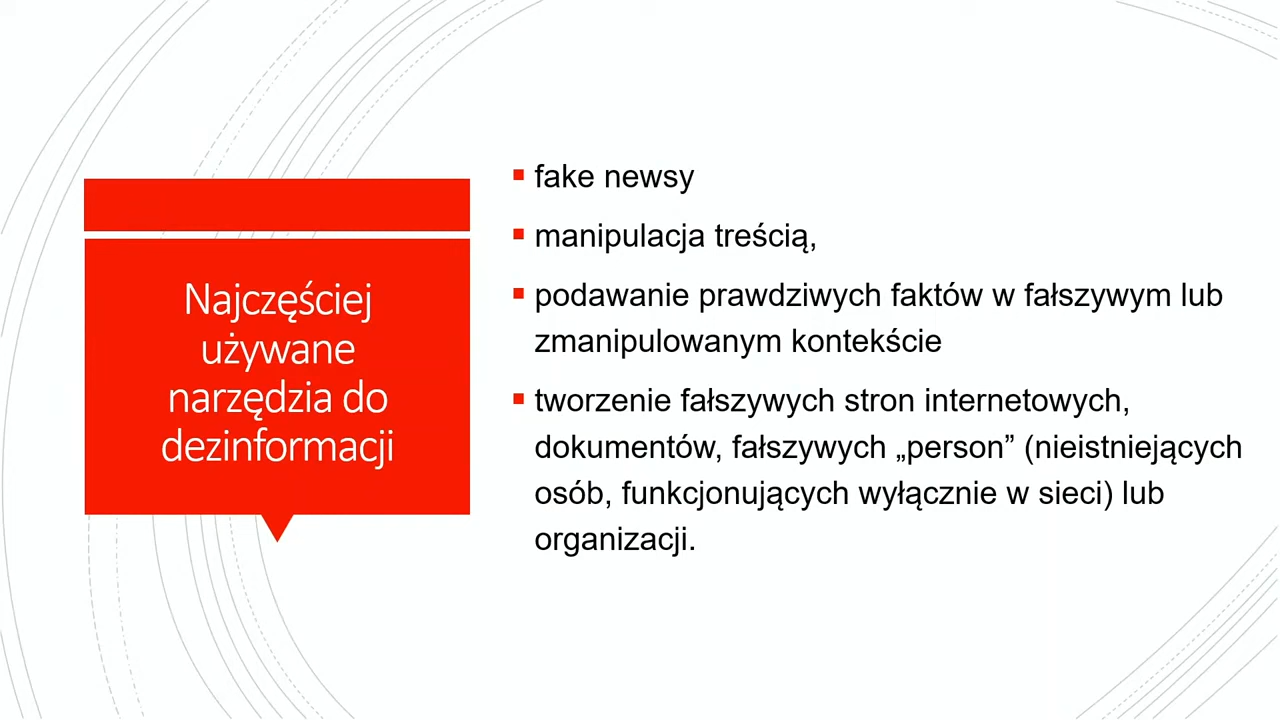 Najczęściej
używane
narzędzia do
dezinformacji
fake newsy
manipulacja treścią,
podawanie prawdziwych faktów w fałszywym lub
zmanipulowanym kontekście
tworzenie fałszywych stron internetowych,
dokumentów, fałszywych „person” (nieistniejących
osób, funkcjonujących wyłącznie w sieci) lub
organizacji.